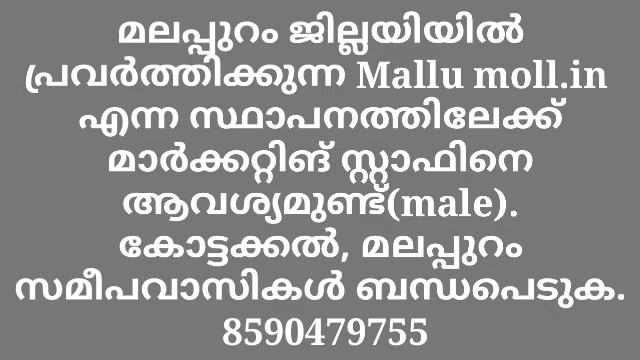 മലപ്പുറം ജില്ലയിയിൽ
പ്രവർത്തിക്കുന്ന Mallu moll.in
എന്ന സ്ഥാപനത്തിലേക്ക്
മാർക്കറ്റിങ് സ്റ്റാഫിനെ
ആവശ്യമുണ്ട്(male).
കോട്ടക്കൽ, മലപ്പുറം
സമീപവാസികൾ ബന്ധപെടുക.
8590479755